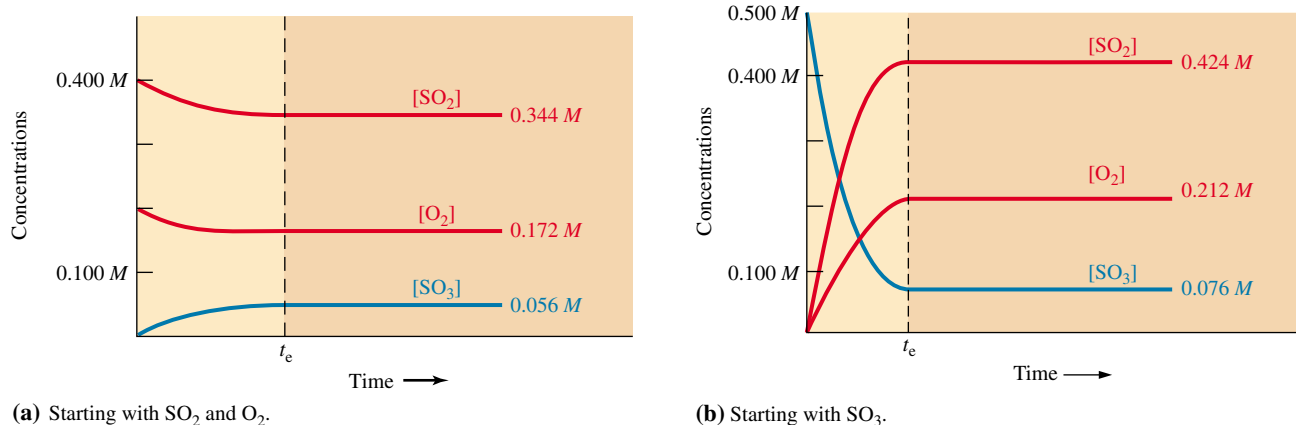 Concentrations
0.400 M
0.100 M
[SO₂]
0.344 M
[O₂]
0.172 M
[SO₃]
0.056 M
tₑ
Time
(a) Starting with SO₂ and O₂.
Concentrations
0.500 M
0.400 M
0.100 M
[SO₂]
0.424 M
[O₂]
0.212 M
[SO₃]
0.076 M
tₑ
Time
(b) Starting with SO₃.